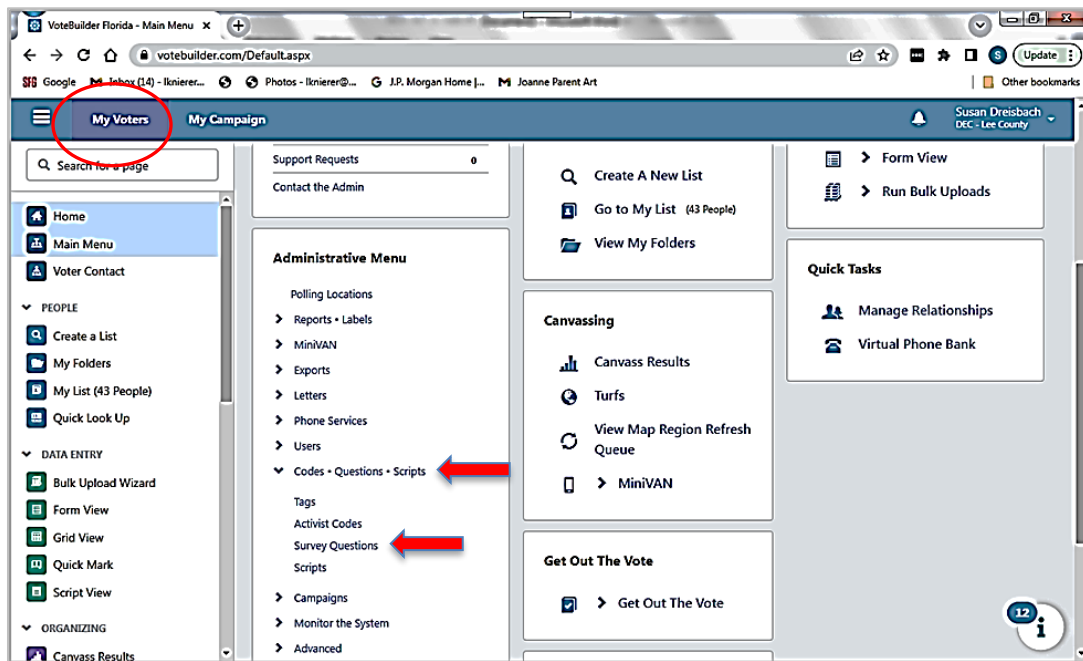 VoteBuilder Florida - Main Menu
votebuilder.com/Default.aspx
Update
Google
Inbox (14) - lknierer...
Photos - lknierer@...
J.P. Morgan Home |...
Joanne Parent Art
Other bookmarks
My Voters
My Campaign
Susan Dreisbach
DEC - Lee County
Search for a page
Home
Main Menu
Voter Contact
PEOPLE
Create a List
My Folders
My List (43 People)
Quick Look Up
DATA ENTRY
Bulk Upload Wizard
Form View
Grid View
Quick Mark
Script View
ORGANIZING
Canvass Results
Support Requests 0
Contact the Admin
Administrative Menu
Polling Locations
Reports • Labels
MiniVAN
Exports
Letters
Phone Services
Users
Codes • Questions • Scripts
Tags
Activist Codes
Survey Questions
Scripts
Campaigns
Monitor the System
Advanced
Create A New List
Go to My List (43 People)
View My Folders
Canvassing
Canvass Results
Turfs
View Map Region Refresh
Queue
MiniVAN
Get Out The Vote
Get Out The Vote
Form View
Run Bulk Uploads
Quick Tasks
Manage Relationships
Virtual Phone Bank
12